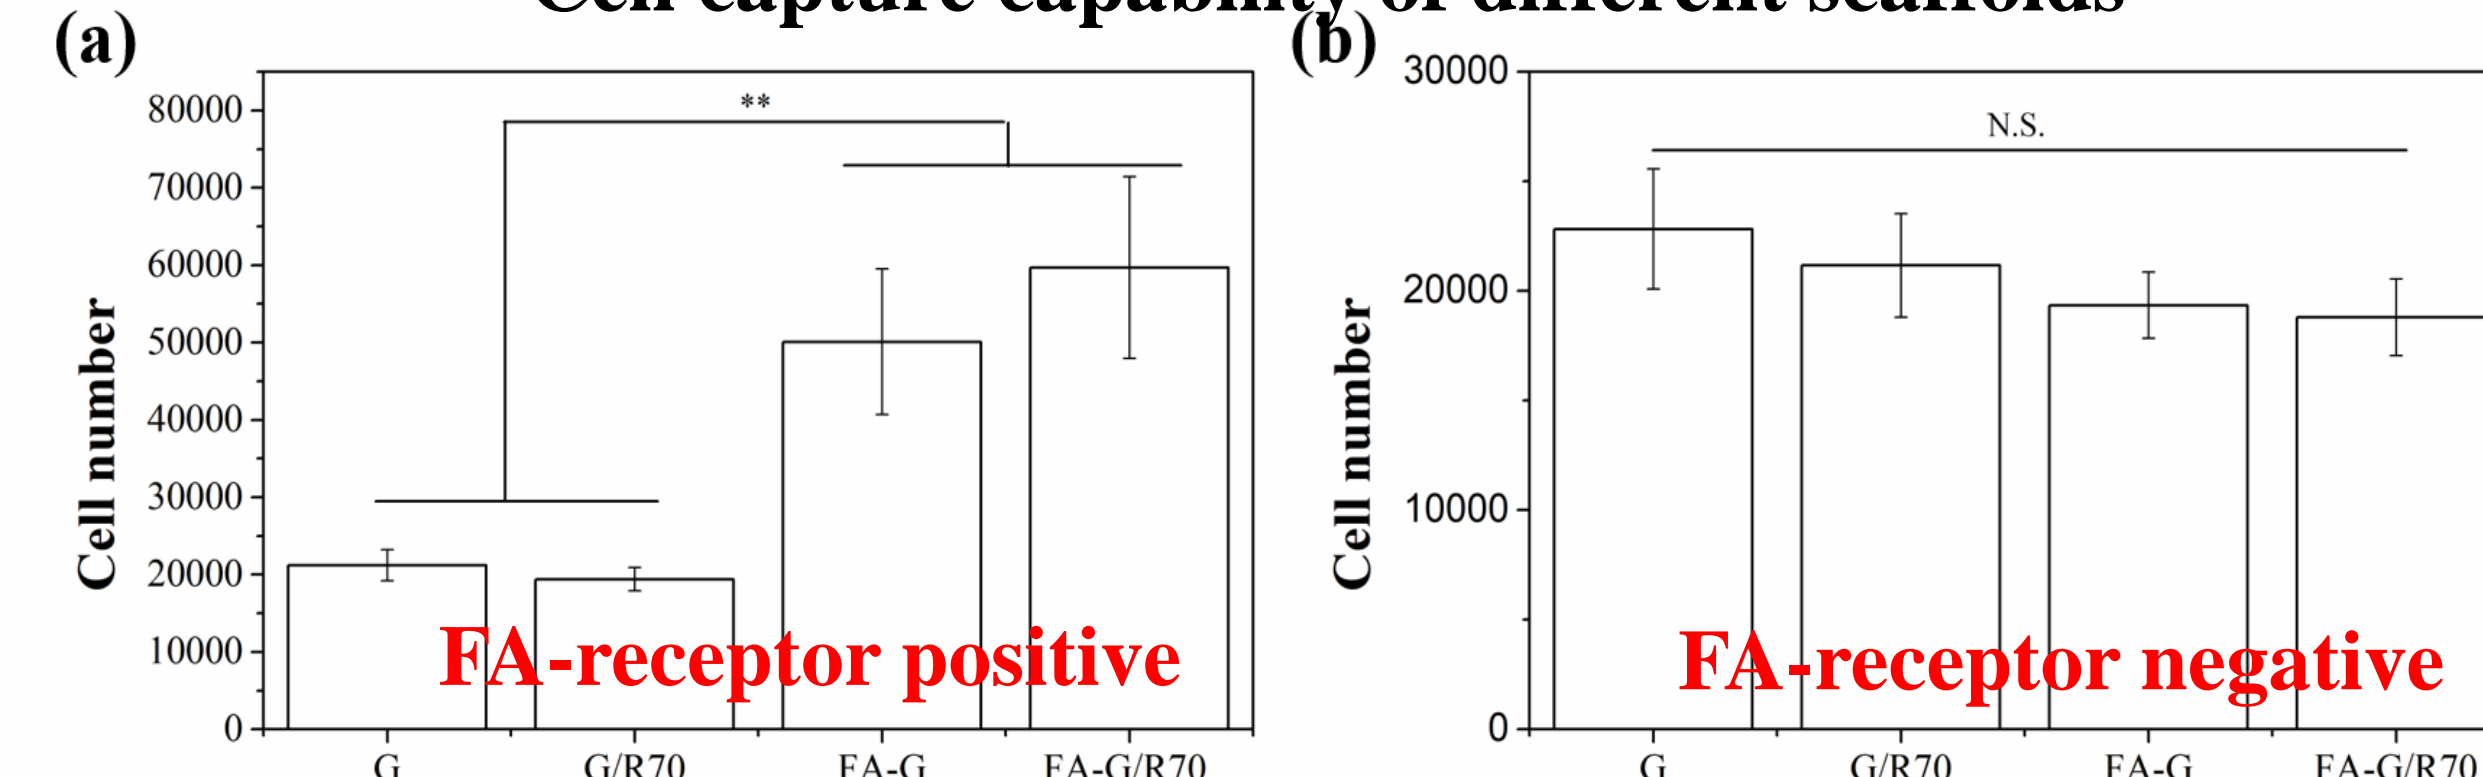 Cell capture capability of different scaffolds
(a)
80000
70000
60000
50000
40000
30000
20000
10000
0
Cell number
**
FA-receptor positive
G
G/R70
FA-G
FA-G/R70
(b)
30000
20000
10000
0
Cell number
N.S.
FA-receptor negative
G
G/R70
FA-G
FA-G/R70